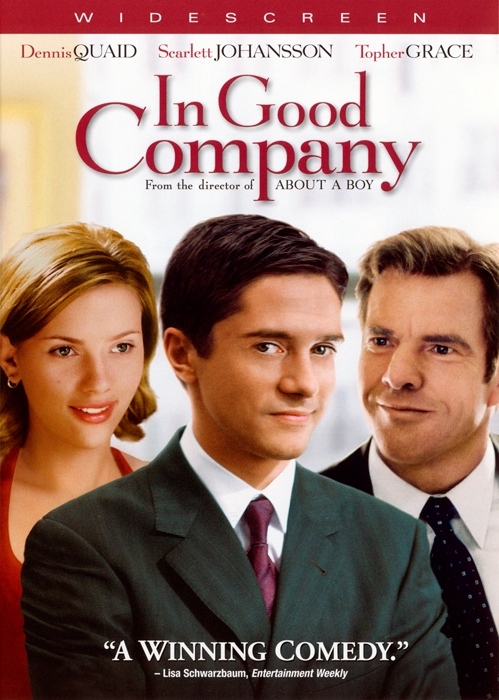 WIDESCREEN
Dennis QUAID Scarlett JOHANSSON Topher GRACE
In Good
Company
From the director of ABOUT A BOY
“A WINNING COMEDY.”
– Lisa Schwarzbaum, Entertainment Weekly